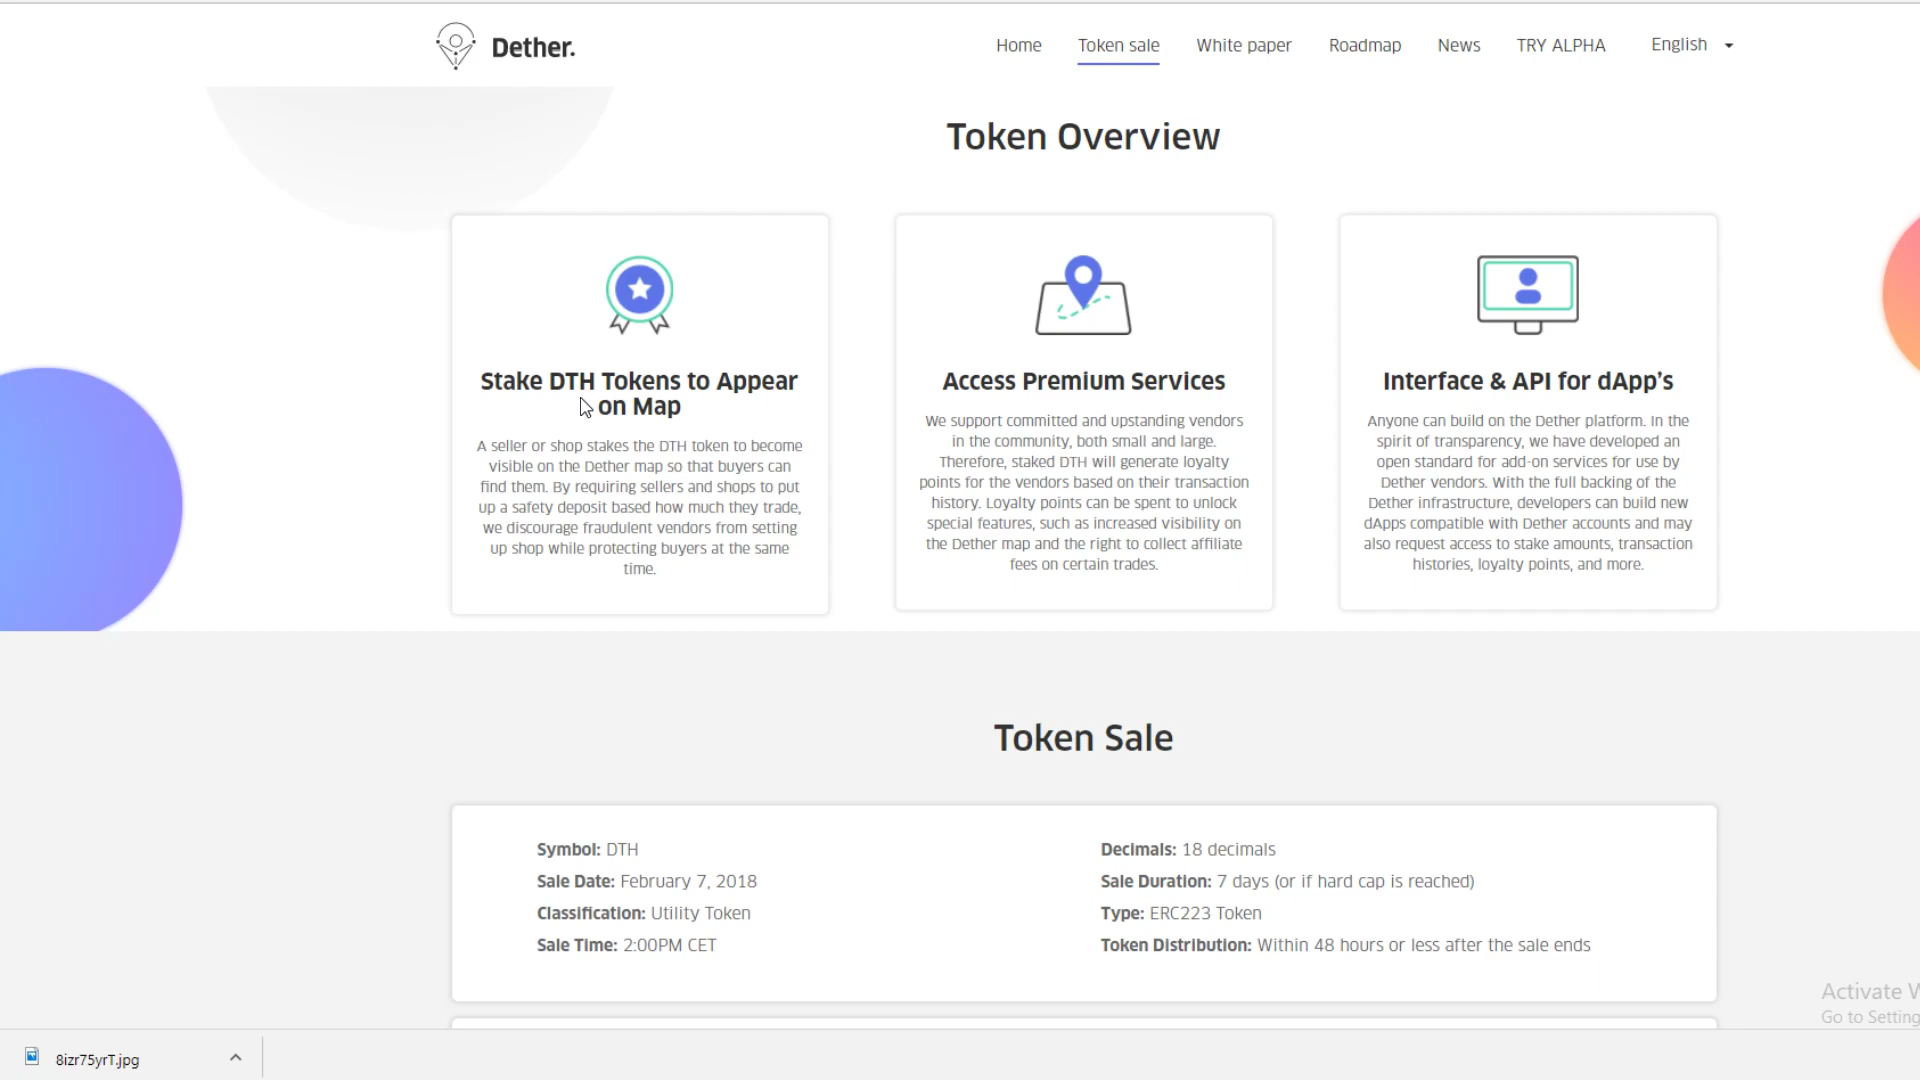 Dether.
Home
Token sale
White paper
Roadmap
News
TRY ALPHA
English
Token Overview
Stake DTH Tokens to Appear
on Map
A seller or shop stakes the DTH token to become
visible on the Dether map so that buyers can
find them. By requiring sellers and shops to put
up a safety deposit based how much they trade,
we discourage fraudulent vendors from setting
up shop while protecting buyers at the same
time.
Access Premium Services
We support committed and upstanding vendors
in the community, both small and large.
Therefore, staked DTH will generate loyalty
points for the vendors based on their transaction
history. Loyalty points can be spent to unlock
special features, such as increased visibility on
the Dether map and the right to collect affiliate
fees on certain trades.
Interface & API for dApp's
Anyone can build on the Dether platform. In the
spirit of transparency, we have developed an
open standard for add-on services for use by
Dether vendors. With the full backing of the
Dether infrastructure, developers can build new
dApps compatible with Dether accounts and may
also request access to stake amounts, transaction
histories, loyalty points, and more.
Token Sale
Symbol: DTH
Sale Date: February 7, 2018
Classification: Utility Token
Sale Time: 2:00PM CET
Decimals: 18 decimals
Sale Duration: 7 days (or if hard cap is reached)
Type: ERC223 Token
Token Distribution: Within 48 hours or less after the sale ends
Activate W
Go to Setting
8izr75yrT.jpg